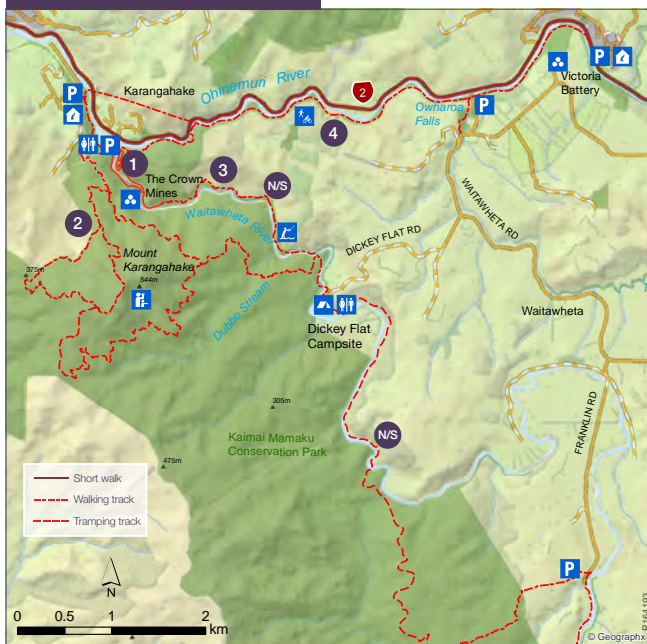 Karangahake
Ohinemuri River
2
Owharoa
Falls
Victoria
Battery
P
P
P
P
1
The Crown
Mines
3
4
N/S
2
Waitawheta River
DICKEY FLAT RD
WAITAWHETA RD
Mount
Karangahake
375m
544m
Dubbo Stream
Dickey Flat
Campsite
Waitawheta
305m
N/S
Kaimai Mamaku
Conservation Park
475m
FRANKLIN RD
Short walk
Walking track
Tramping track
P
N
0 0.5 1 2
km
R164193
© Geographx